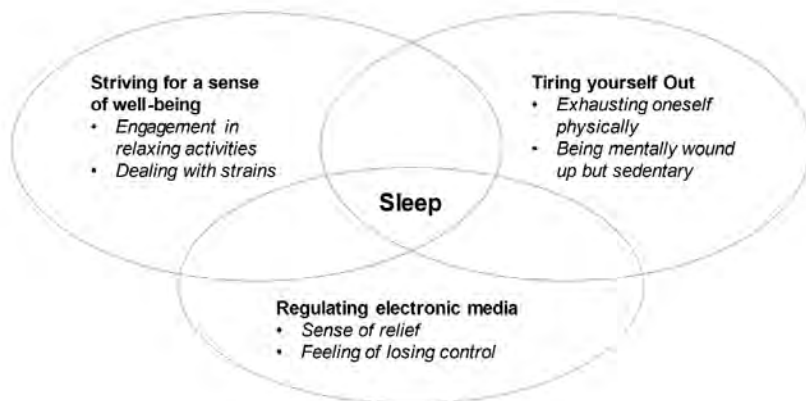 Striving for a sense
of well-being
• Engagement in
relaxing activities
• Dealing with strains
Tiring yourself Out
• Exhausting oneself
physically
• Being mentally wound
up but sedentary
Sleep
Regulating electronic media
• Sense of relief
• Feeling of losing control